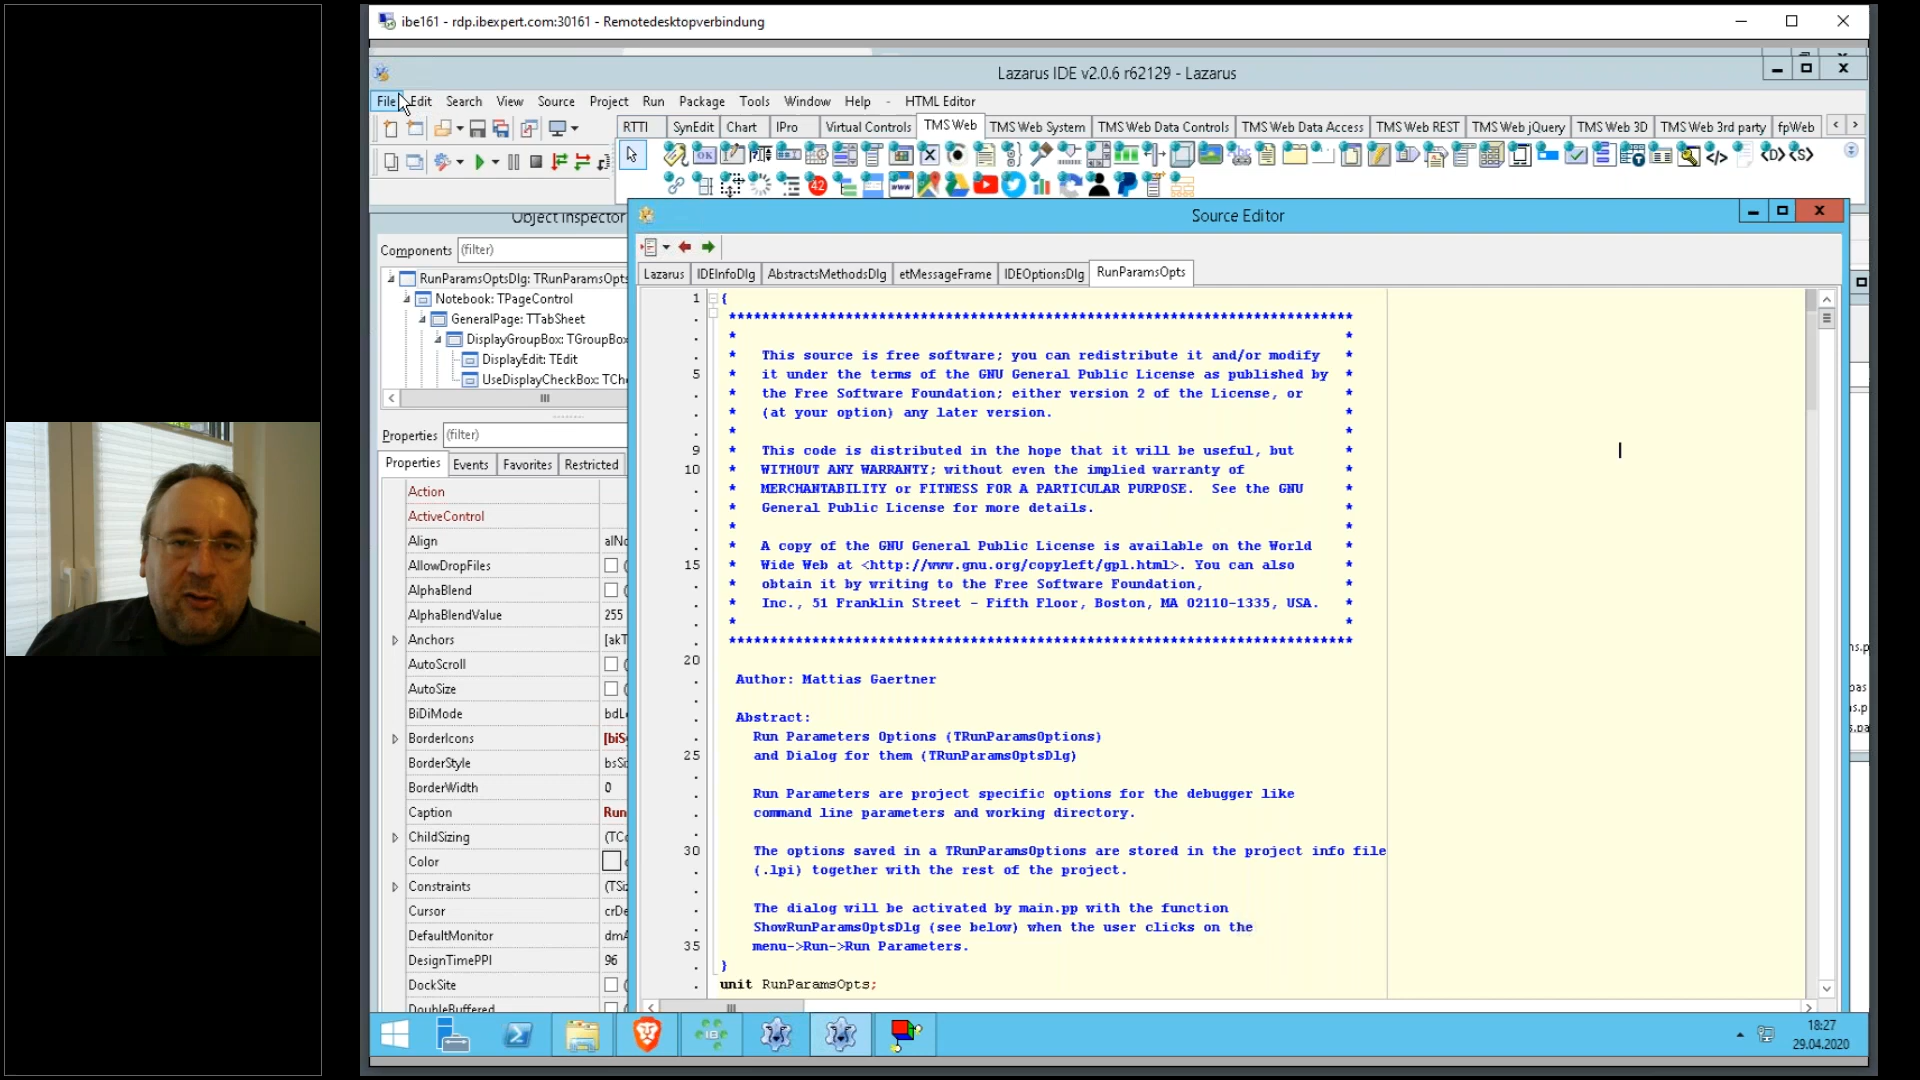 ibe161 - rdp.ibexpert.com:30161 - Remotedesktopverbindung
Lazarus IDE v2.0.6 r62129 - Lazarus
File Edit Search View Source Project Run Package Tools Window Help - HTML Editor
RTTI SynEdit Chart IPro Virtual Controls TMS Web TMS Web System TMS Web Data Controls TMS Web Data Access TMS Web REST TMS Web jQuery TMS Web 3D TMS Web 3rd party fpWeb
OK
</> <D> <S>
42 www
Object Inspector
Source Editor
Components (filter)
RunParamsOptsDlg: TRunParamsOpts
Notebook: TPageControl
GeneralPage: TTabSheet
DisplayGroupBox: TGroupBox
DisplayEdit: TEdit
UseDisplayCheckBox: TChe
Properties (filter)
Properties Events Favorites Restricted
Action
ActiveControl
Align alNo
AllowDropFiles
AlphaBlend
AlphaBlendValue 255
Anchors [akT
AutoScroll
AutoSize
BiDiMode bdLe
BorderIcons [biSy
BorderStyle bsSi
BorderWidth 0
Caption Run
ChildSizing (TCo
Color
Constraints (TSiz
Cursor crDe
DefaultMonitor dmA
DesignTimePPI 96
DockSite
DoubleBuffered
Lazarus IDEInfoDlg AbstractsMethodsDlg etMessageFrame IDEOptionsDlg RunParamsOpts
1 {
***************************************************************************
* *
* This source is free software; you can redistribute it and/or modify *
5 * it under the terms of the GNU General Public License as published by *
* the Free Software Foundation; either version 2 of the License, or *
* (at your option) any later version. *
* *
9 * This code is distributed in the hope that it will be useful, but *
10 * WITHOUT ANY WARRANTY; without even the implied warranty of *
* MERCHANTABILITY or FITNESS FOR A PARTICULAR PURPOSE. See the GNU *
* General Public License for more details. *
* *
* A copy of the GNU General Public License is available on the World *
15 * Wide Web at <http://www.gnu.org/copyleft/gpl.html>. You can also *
* obtain it by writing to the Free Software Foundation, *
* Inc., 51 Franklin Street - Fifth Floor, Boston, MA 02110-1335, USA. *
* *
***************************************************************************
20
Author: Mattias Gaertner
Abstract:
Run Parameters Options (TRunParamsOptions)
25 and Dialog for them (TRunParamsOptsDlg)
Run Parameters are project specific options for the debugger like
command line parameters and working directory.
30 The options saved in a TRunParamsOptions are stored in the project info file
(.lpi) together with the rest of the project.
The dialog will be activated by main.pp with the function
ShowRunParamsOptsDlg (see below) when the user clicks on the
35 menu->Run->Run Parameters.
}
unit RunParamsOpts;
18:27
29.04.2020